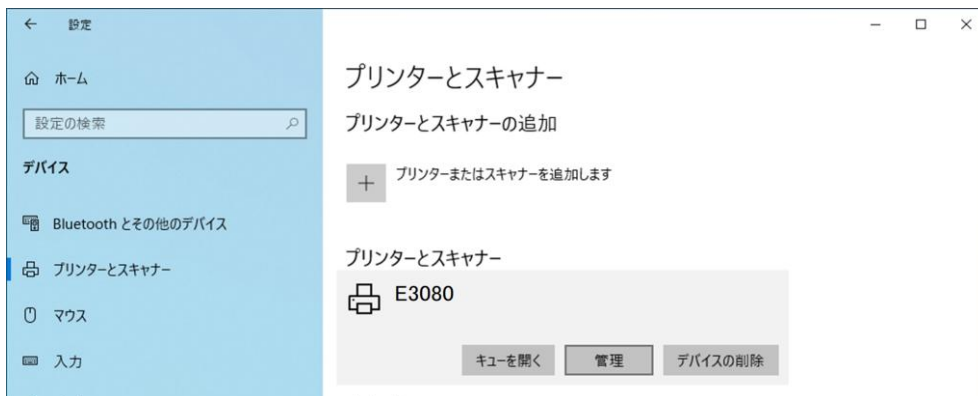 設定
ホーム
設定の検索
デバイス
Bluetooth とその他のデバイス
プリンターとスキャナー
マウス
入力
プリンターとスキャナー
プリンターとスキャナーの追加
プリンターまたはスキャナーを追加します
プリンターとスキャナー
E3080
キューを開く 管理 デバイスの削除